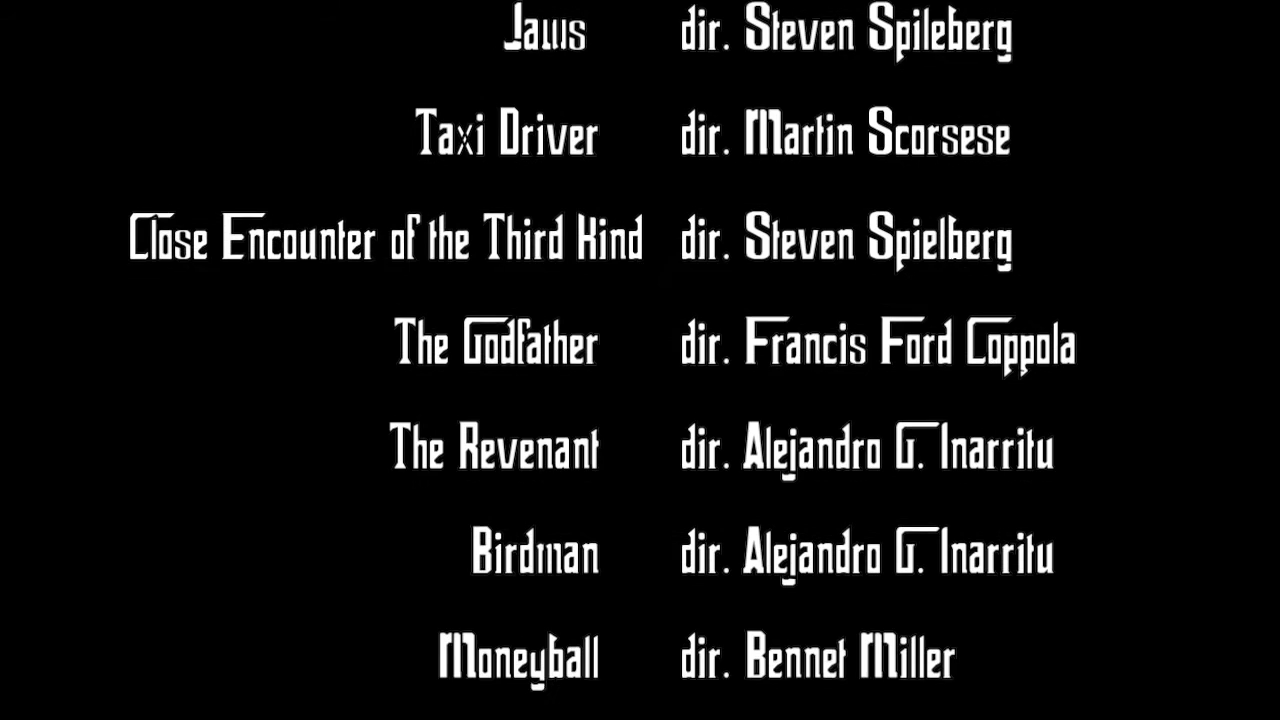 Jaws dir. Steven Spileberg
Taxi Driver dir. Martin Scorsese
Close Encounter of the Third Kind dir. Steven Spielberg
The Godfather dir. Francis Ford Coppola
The Revenant dir. Alejandro G. Inarritu
Birdman dir. Alejandro G. Inarritu
Moneyball dir. Bennet Miller